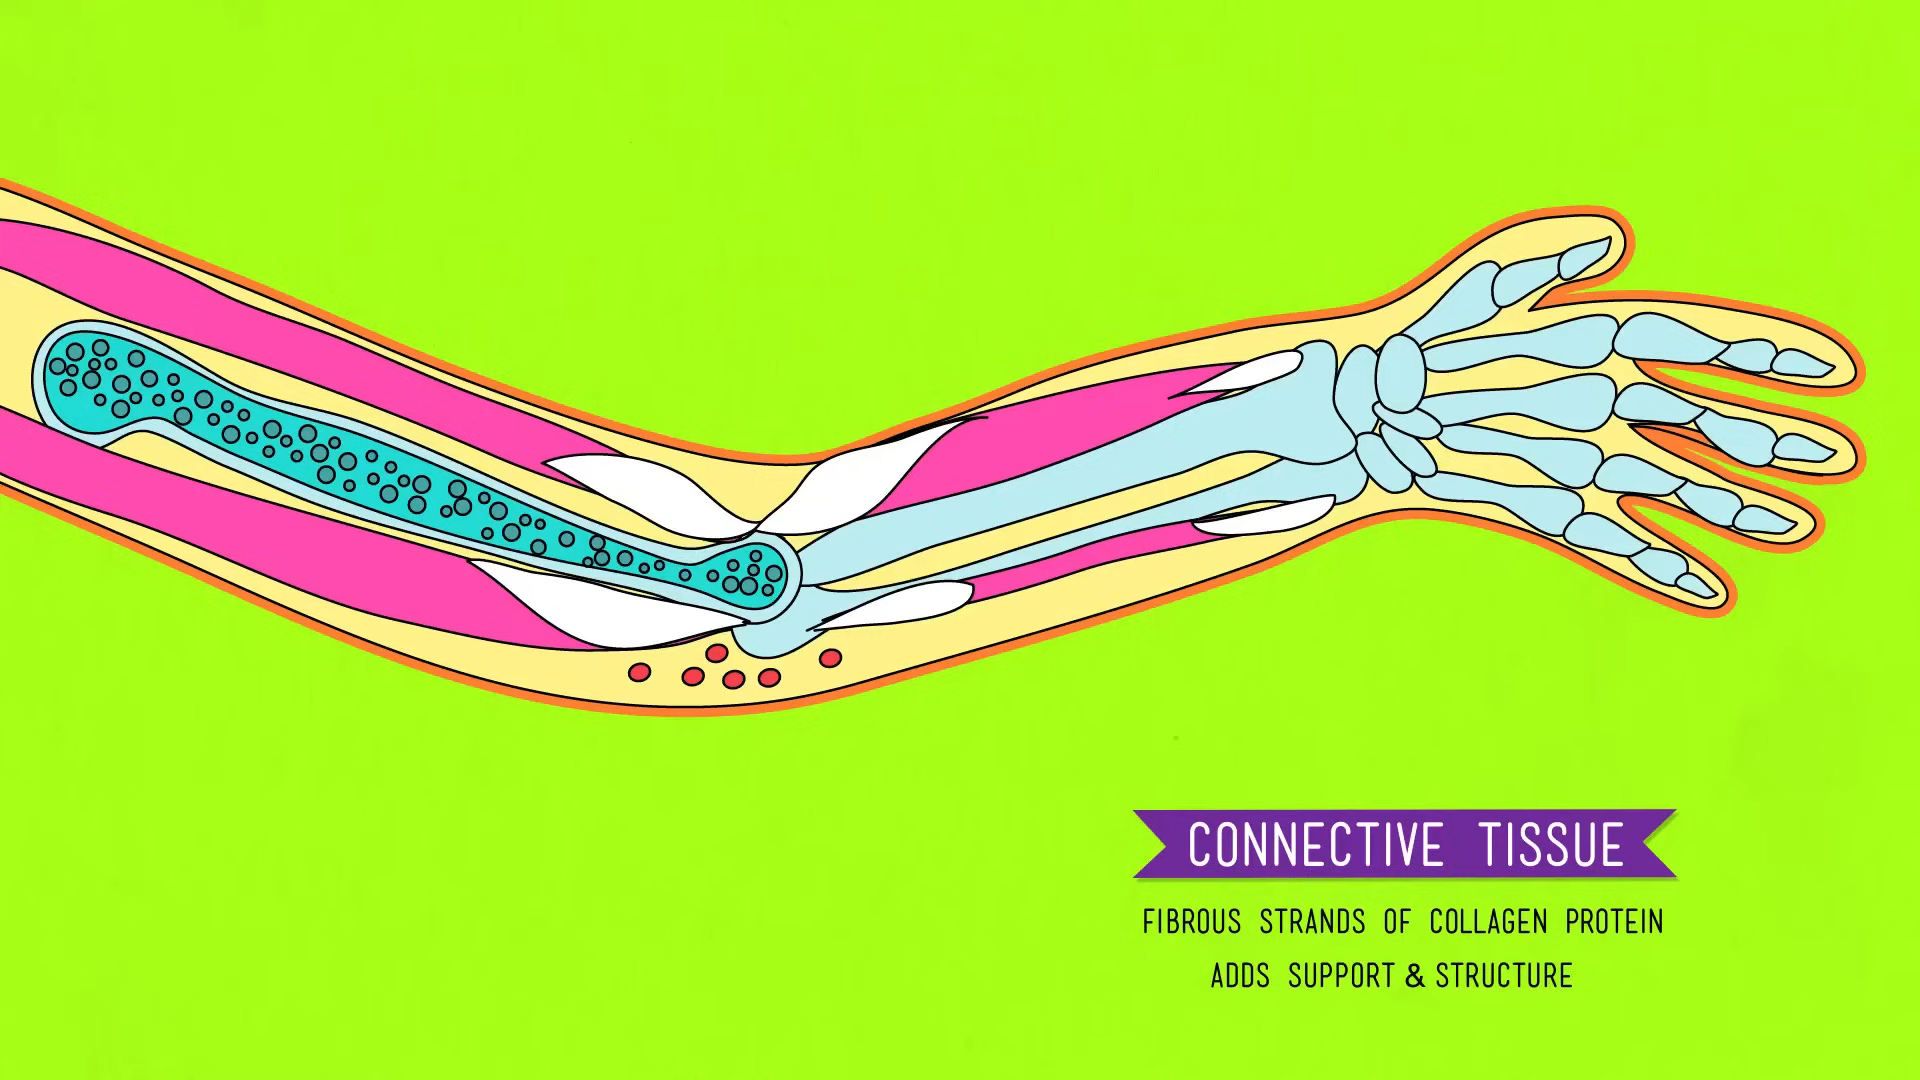 CONNECTIVE TISSUE
FIBROUS STRANDS OF COLLAGEN PROTEIN
ADDS SUPPORT & STRUCTURE